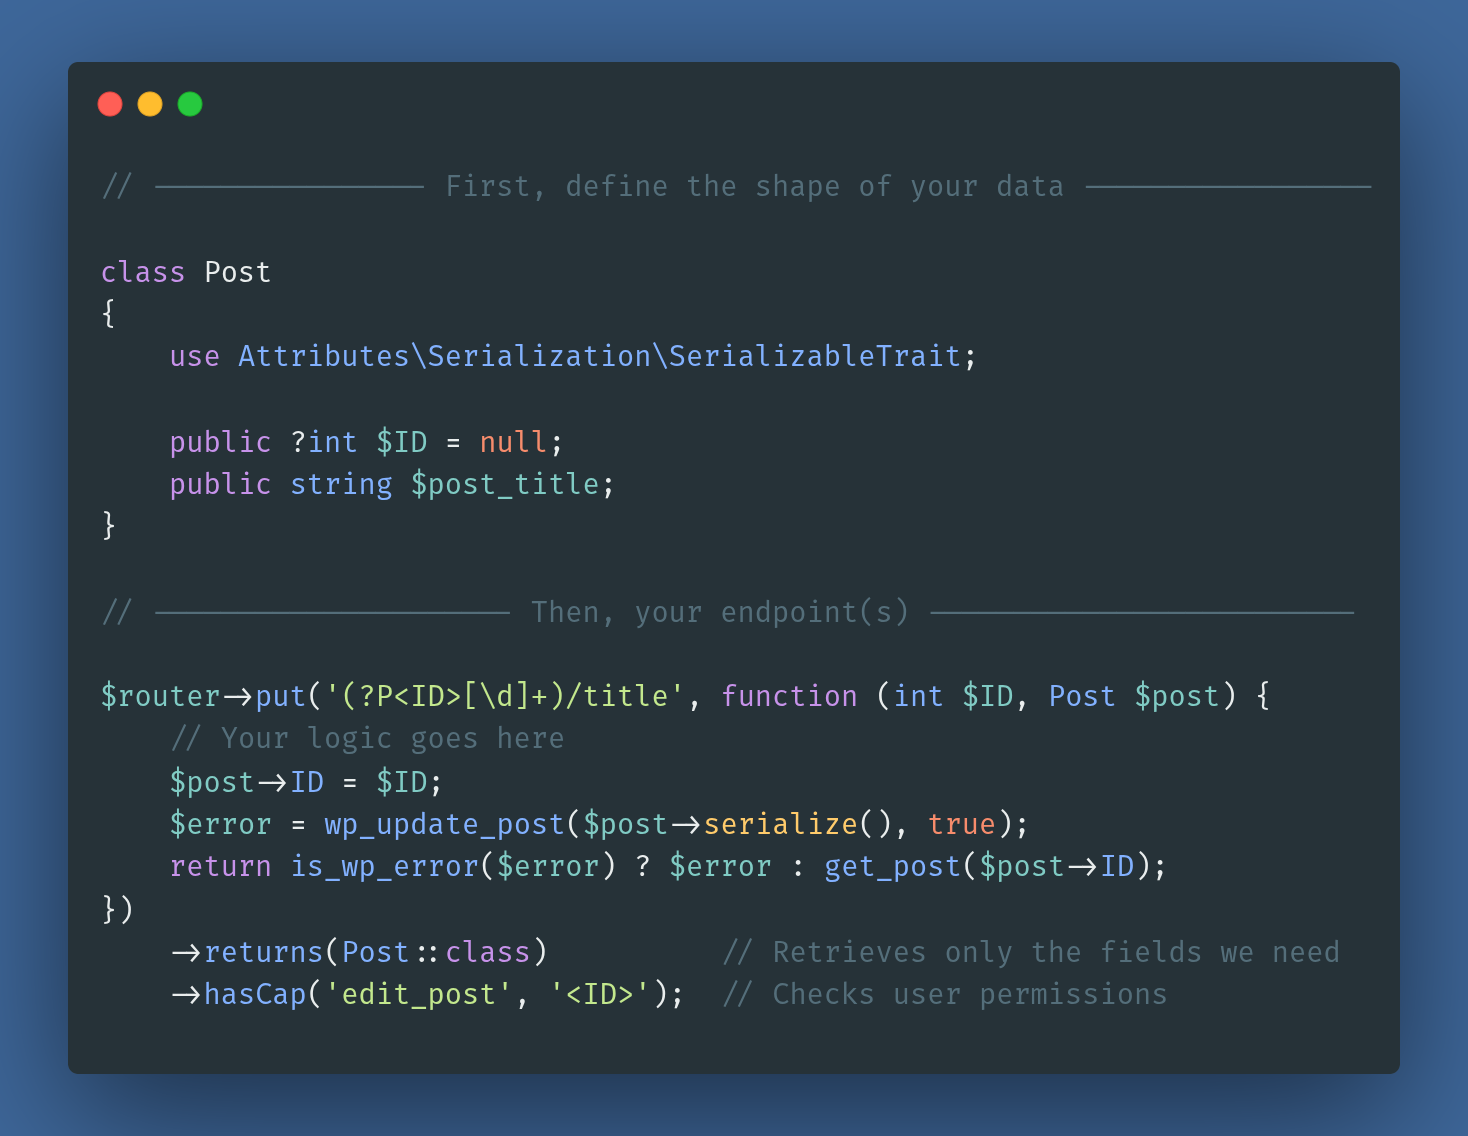 // ---------------- First, define the shape of your data -----------------
class Post
{
    use Attributes\Serialization\SerializableTrait;
    public ?int $ID = null;
    public string $post_title;
}
// --------------------- Then, your endpoint(s) -------------------------
$router->put('(?P<ID>[\d]+)/title', function (int $ID, Post $post) {
    // Your logic goes here
    $post->ID = $ID;
    $error = wp_update_post($post->serialize(), true);
    return is_wp_error($error) ? $error : get_post($post->ID);
})
    ->returns(Post::class)          // Retrieves only the fields we need
    ->hasCap('edit_post', '<ID>');  // Checks user permissions